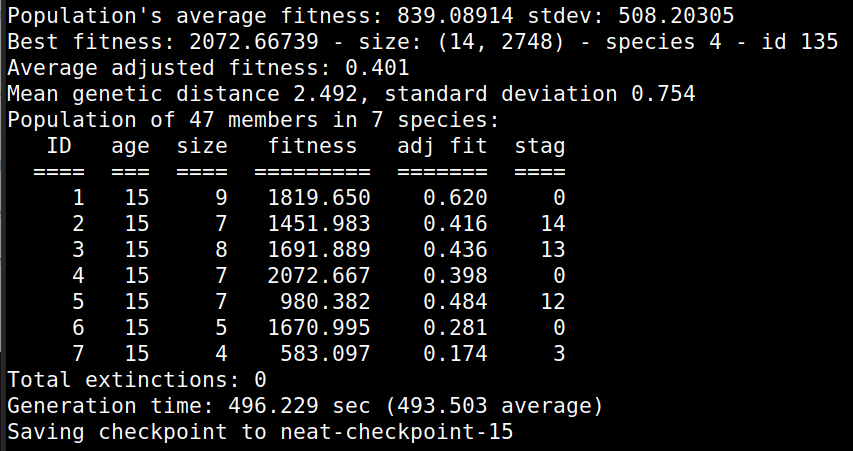 Population's average fitness: 839.08914 stdev: 508.20305
Best fitness: 2072.66739 - size: (14, 2748) - species 4 - id 135
Average adjusted fitness: 0.401
Mean genetic distance 2.492, standard deviation 0.754
Population of 47 members in 7 species:
   ID   age  size   fitness   adj fit  stag
  ====  ===  ====  =========  =======  ====
     1   15     9   1819.650    0.620     0
     2   15     7   1451.983    0.416    14
     3   15     8   1691.889    0.436    13
     4   15     7   2072.667    0.398     0
     5   15     7    980.382    0.484    12
     6   15     5   1670.995    0.281     0
     7   15     4    583.097    0.174     3
Total extinctions: 0
Generation time: 496.229 sec (493.503 average)
Saving checkpoint to neat-checkpoint-15